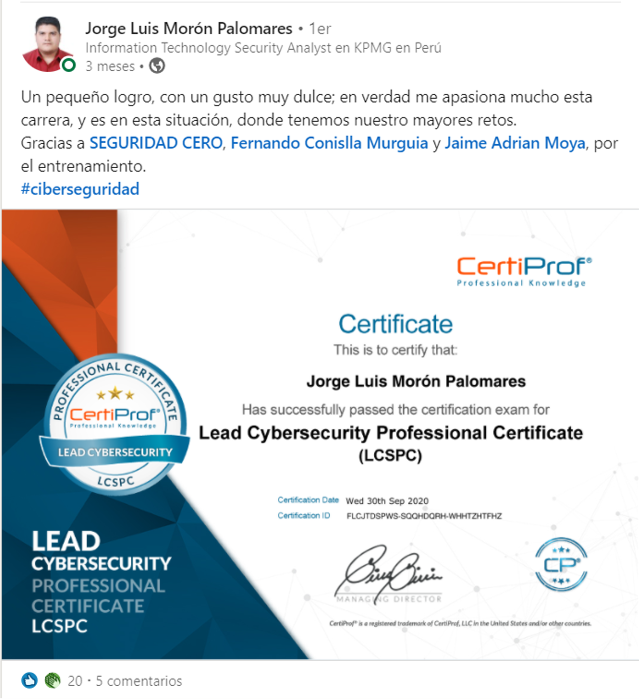 Jorge Luis Morón Palomares • 1er
Information Technology Security Analyst en KPMG en Perú
3 meses •
Un pequeño logro, con un gusto muy dulce; en verdad me apasiona mucho esta
carrera, y es en esta situación, donde tenemos nuestro mayores retos.
Gracias a SEGURIDAD CERO, Fernando Conislla Murguia y Jaime Adrian Moya, por
el entrenamiento.
#ciberseguridad
CertiProf®
Professional Knowledge
Certificate
This is to certify that:
Jorge Luis Morón Palomares
Has successfully passed the certification exam for
Lead Cybersecurity Professional Certificate
(LCSPC)
PROFESSIONAL CERTIFICATE
CertiProf®
Professional Knowledge
LEAD CYBERSECURITY
LCSPC
Certification Date Wed 30th Sep 2020
Certification ID FLCJTDSPWS-SQQHDQRH-WHHTZHTFHZ
LEAD
CYBERSECURITY
PROFESSIONAL
CERTIFICATE
LCSPC
MANAGING DIRECTOR
CP®
CertiProf® is a registered trademark of CertiProf, LLC in the United States and/or other countries.
20 · 5 comentarios